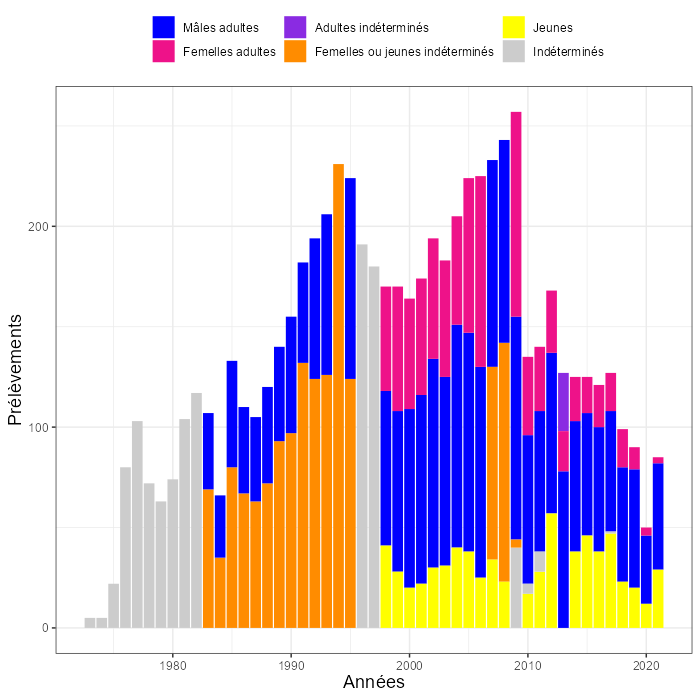 Mâles adultes Adultes indéterminés Jeunes
Femelles adultes Femelles ou jeunes indéterminés Indéterminés
Prélèvements
200
100
0
1980 1990 2000 2010 2020
Années